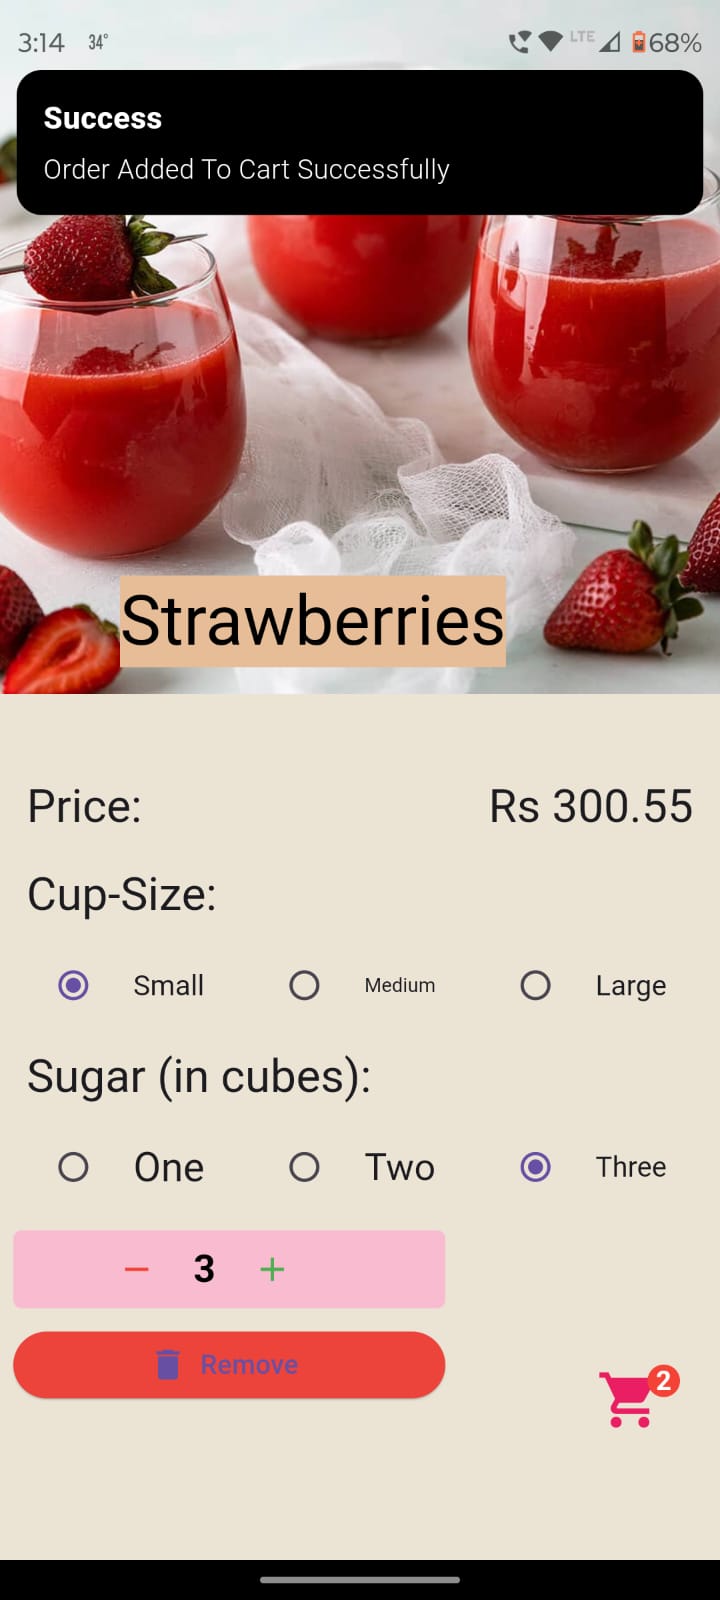 3:14 34° LTE 68%
Success
Order Added To Cart Successfully
Strawberries
Price: Rs 300.55
Cup-Size:
Small Medium Large
Sugar (in cubes):
One Two Three
− 3 +
Remove
2